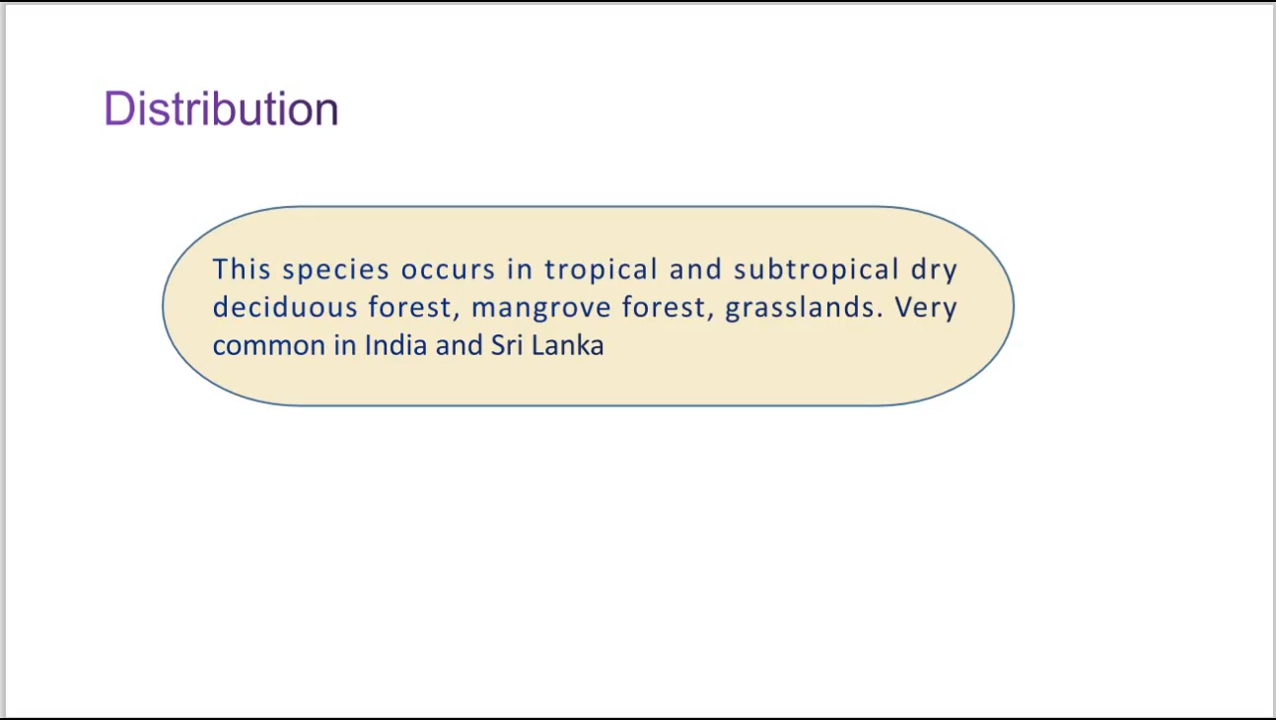 Distribution
This species occurs in tropical and subtropical dry
deciduous forest, mangrove forest, grasslands. Very
common in India and Sri Lanka